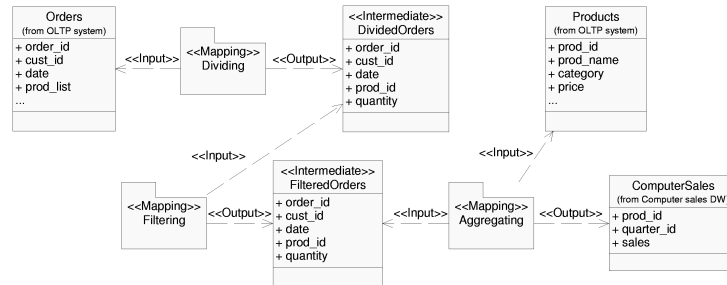 Orders
(from OLTP system)
+ order_id
+ cust_id
+ date
+ prod_list
...
<<Input>>
<<Mapping>>
Dividing
<<Output>>
<<Intermediate>>
DividedOrders
+ order_id
+ cust_id
+ date
+ prod_id
+ quantity
Products
(from OLTP system)
+ prod_id
+ prod_name
+ category
+ price
...
<<Input>>
<<Input>>
<<Mapping>>
Filtering
<<Output>>
<<Intermediate>>
FilteredOrders
+ order_id
+ cust_id
+ date
+ prod_id
+ quantity
<<Input>>
<<Mapping>>
Aggregating
<<Output>>
ComputerSales
(from Computer sales DW)
+ prod_id
+ quarter_id
+ sales